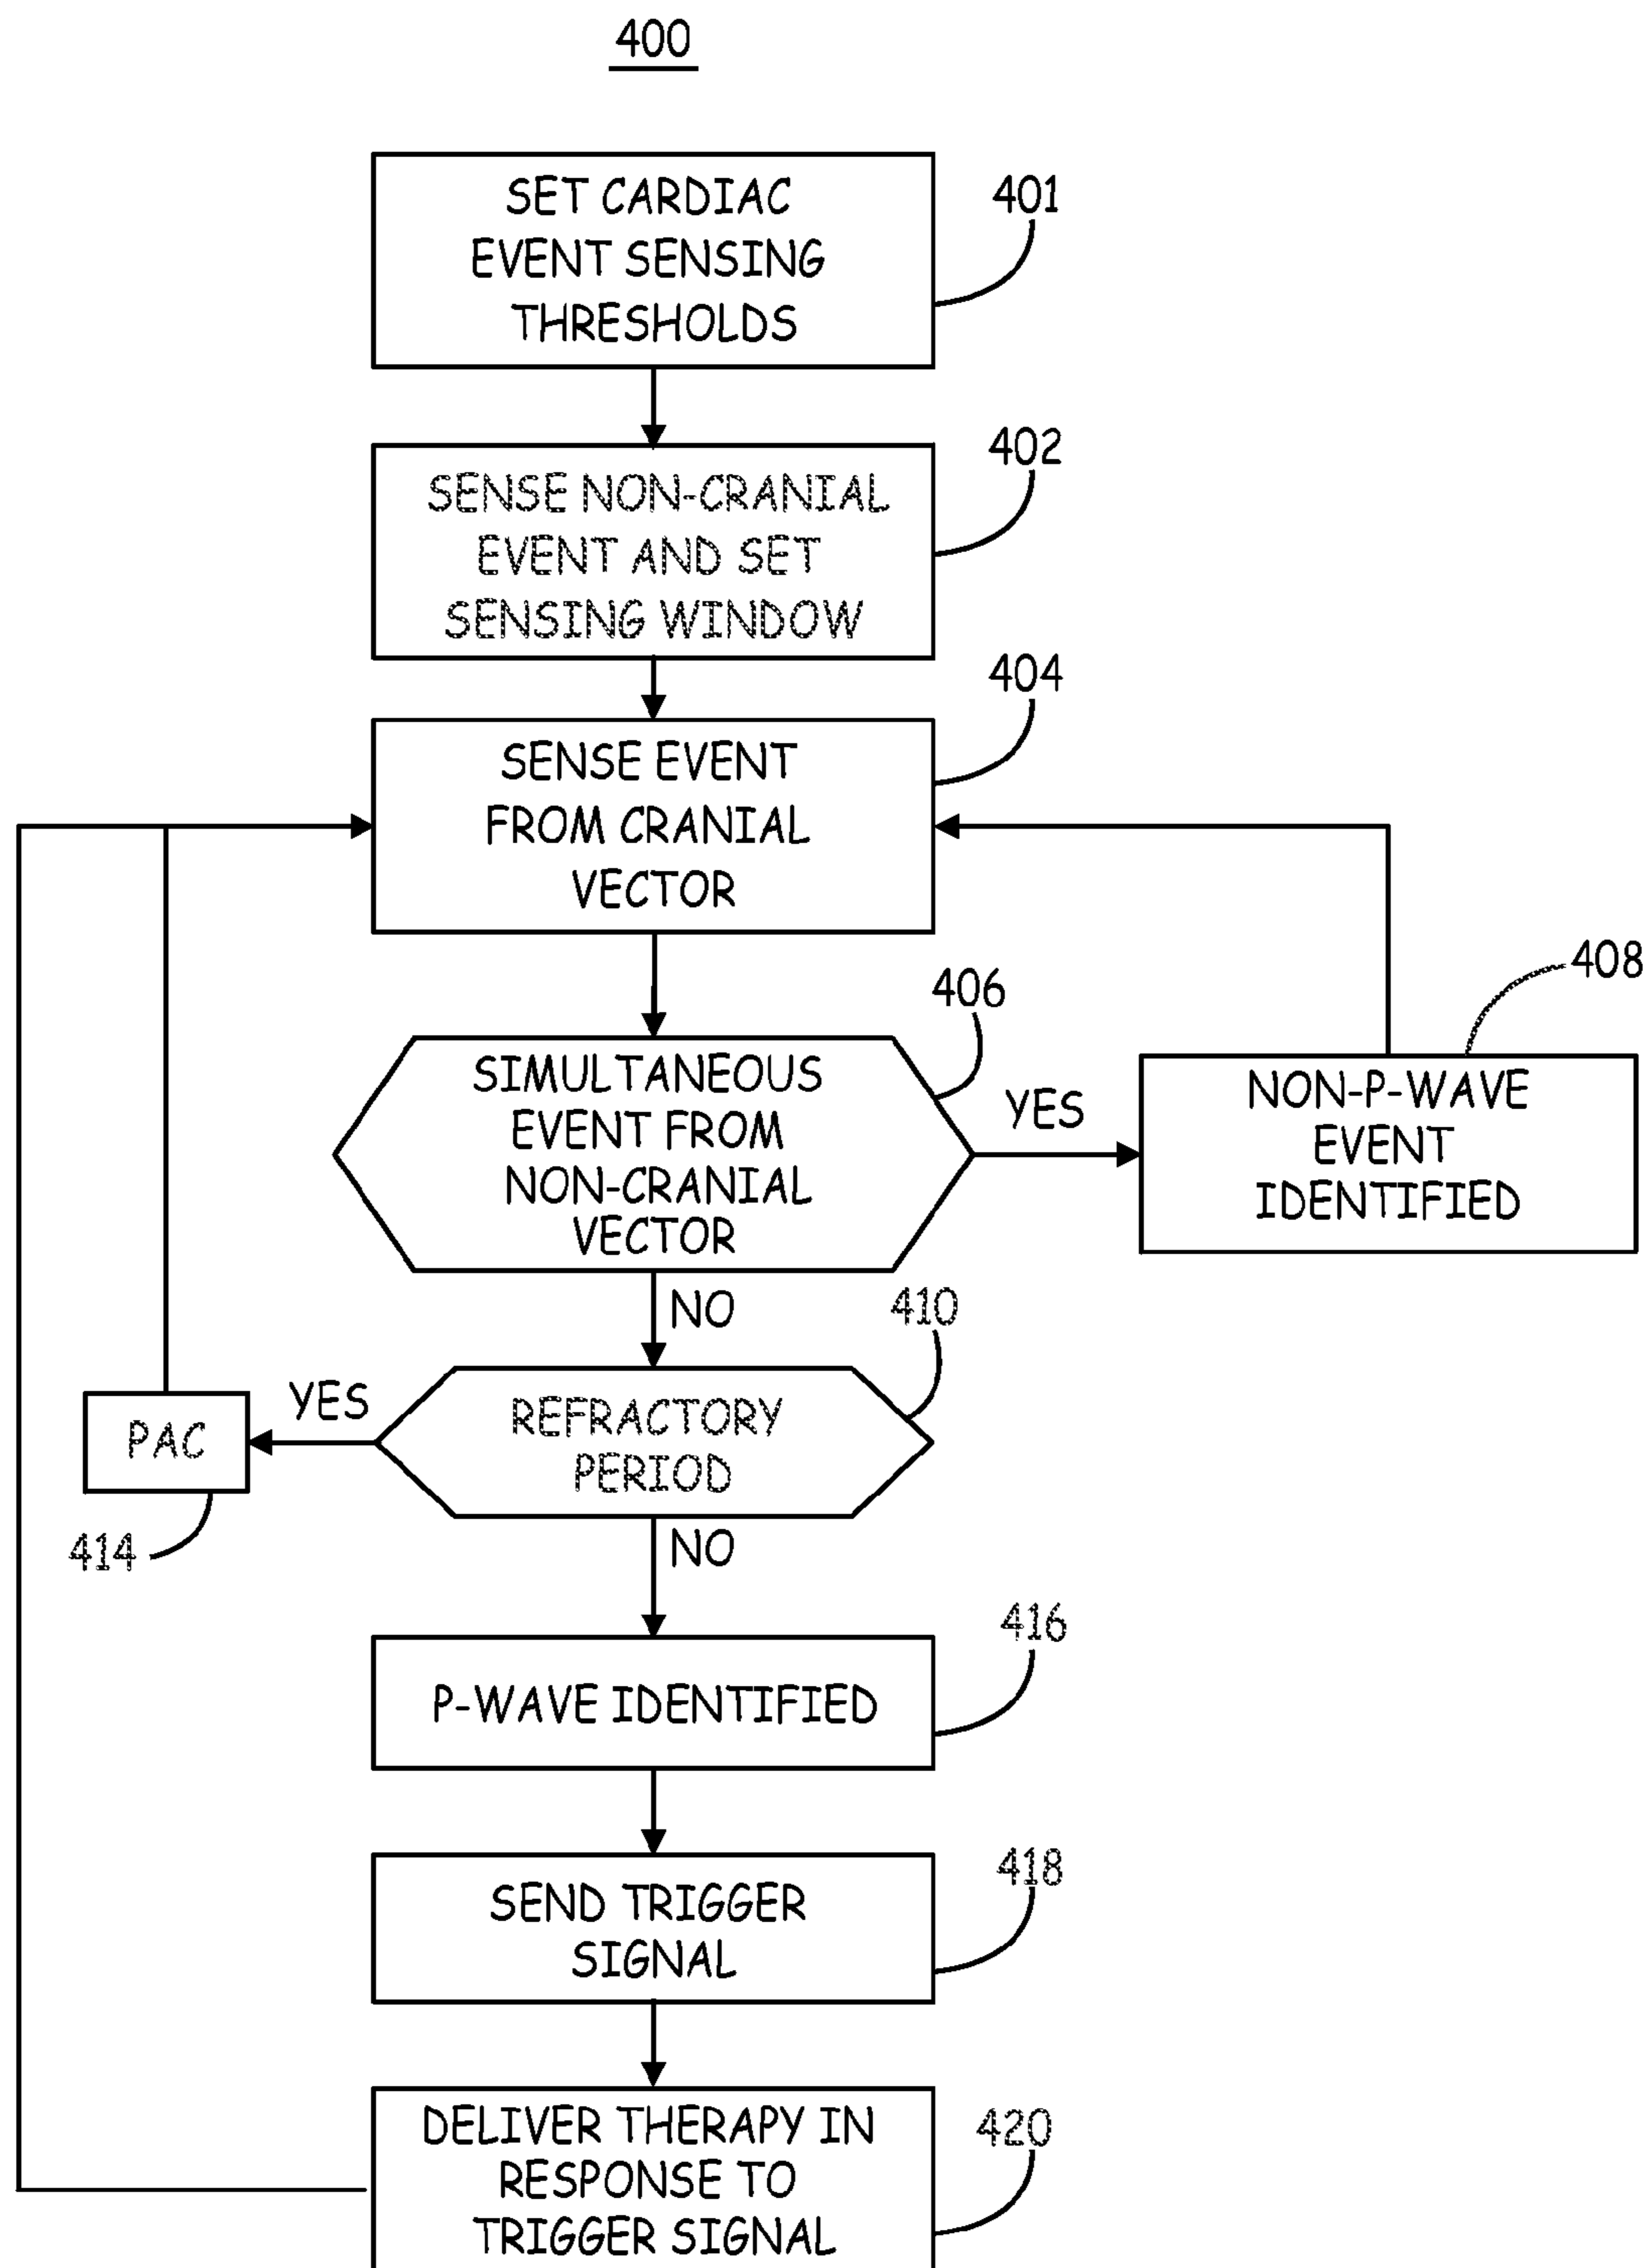 400
SET CARDIAC
EVENT SENSING
THRESHOLDS
401
SENSE NON-CRANIAL
EVENT AND SET
SENSING WINDOW
402
SENSE EVENT
FROM CRANIAL
VECTOR
404
SIMULTANEOUS
EVENT FROM
NON-CRANIAL
VECTOR
406
YES
NON-P-WAVE
EVENT
IDENTIFIED
408
NO
REFRACTORY
PERIOD
410
YES
PAC
414
NO
P-WAVE IDENTIFIED
416
SEND TRIGGER
SIGNAL
418
DELIVER THERAPY IN
RESPONSE TO
TRIGGER SIGNAL
420